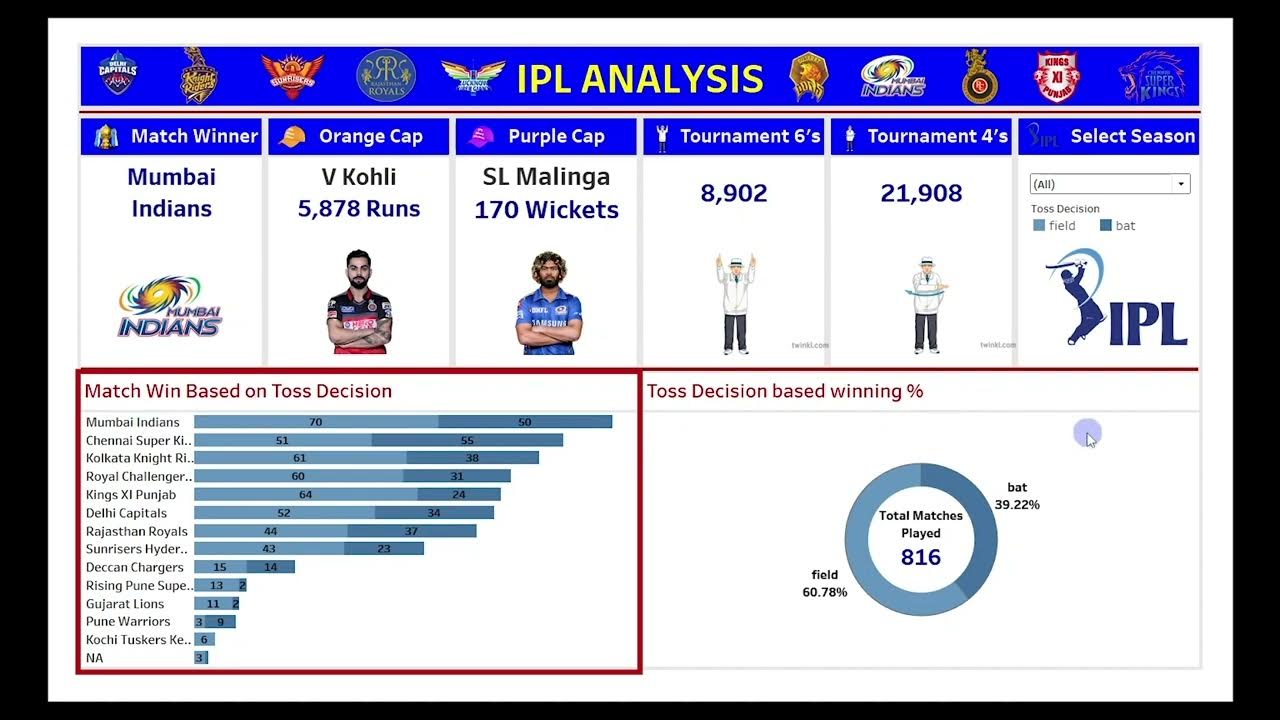 DELHI CAPITALS
Knight Riders
SUNRISERS
RR
RAJASTHAN ROYALS
IPL ANALYSIS
LIONS
MUMBAI INDIANS
KINGS XI PUNJAB
CHENNAI SUPER KINGS
Match Winner
Orange Cap
Purple Cap
Tournament 6's
Tournament 4's
IPL
Select Season
Mumbai
Indians
MUMBAI
INDIANS
V Kohli
5,878 Runs
SL Malinga
170 Wickets
SAMSUNG
8,902
twinkl.com
21,908
twinkl.com
(All)
Toss Decision
field
bat
IPL
Match Win Based on Toss Decision
Mumbai Indians 70 50
Chennai Super Ki.. 51 55
Kolkata Knight Ri.. 61 38
Royal Challenger.. 60 31
Kings XI Punjab 64 24
Delhi Capitals 52 34
Rajasthan Royals 44 37
Sunrisers Hyder.. 43 23
Deccan Chargers 15 14
Rising Pune Supe.. 13 2
Gujarat Lions 11 2
Pune Warriors 3 9
Kochi Tuskers Ke.. 6
NA 3
Toss Decision based winning %
bat
39.22%
Total Matches
Played
816
field
60.78%